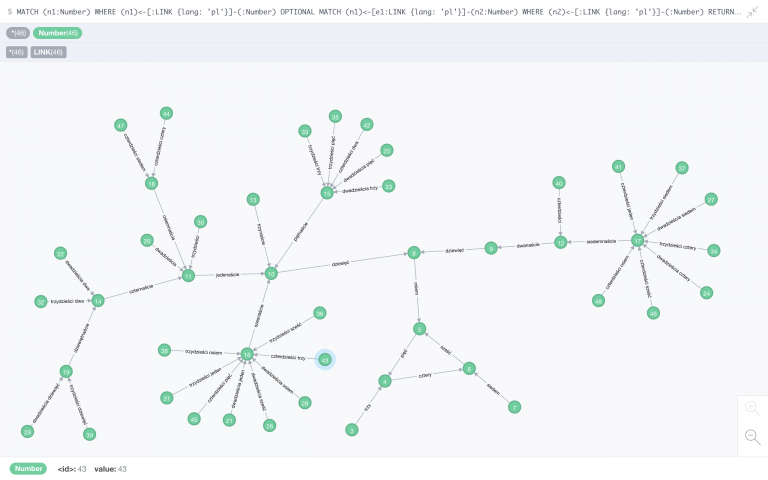 $ MATCH (n1:Number) WHERE (n1)<-[:LINK {lang: 'pl'}]-(:Number) OPTIONAL MATCH (n1)<-[e1:LINK {lang: 'pl'}]-(n2:Number) WHERE (n2)<-[:LINK {lang: 'pl'}]-(:Number) RETURN…
*(46) Number(46)
*(46) LINK(46)
47 44
czterdzieści siedem czterdzieści cztery
18
osiemnaście
33 35 42 25 23
trzydzieści trzy trzydzieści pięć czterdzieści dwa dwadzieścia pięć dwadzieścia trzy
15
piętnaście
13
trzynaście
20 30
dwadzieścia trzydzieści
11
jedenaście
10
dziewięć
8
dziewięć
9
dwanaście
12
siedemnaście
17
40
czterdzieści
41 37 27 34 24 46 48
czterdzieści jeden trzydzieści siedem dwadzieścia siedem trzydzieści cztery dwadzieścia cztery czterdzieści sześć czterdzieści osiem
22
dwadzieścia dwa
32
trzydzieści dwa
14
czternaście
dziewiętnaście
19
dwadzieścia dziewięć trzydzieści dziewięć
29 39
szesnaście
16
36
trzydzieści sześć
43
czterdzieści trzy
38
trzydzieści osiem
31
trzydzieści jeden
45
czterdzieści pięć
21
dwadzieścia jeden
26
dwadzieścia sześć
28
dwadzieścia osiem
osiem
5
pięć
sześć
4
cztery
6
siedem
7
trzy
3
Number <id>: 43 value: 43